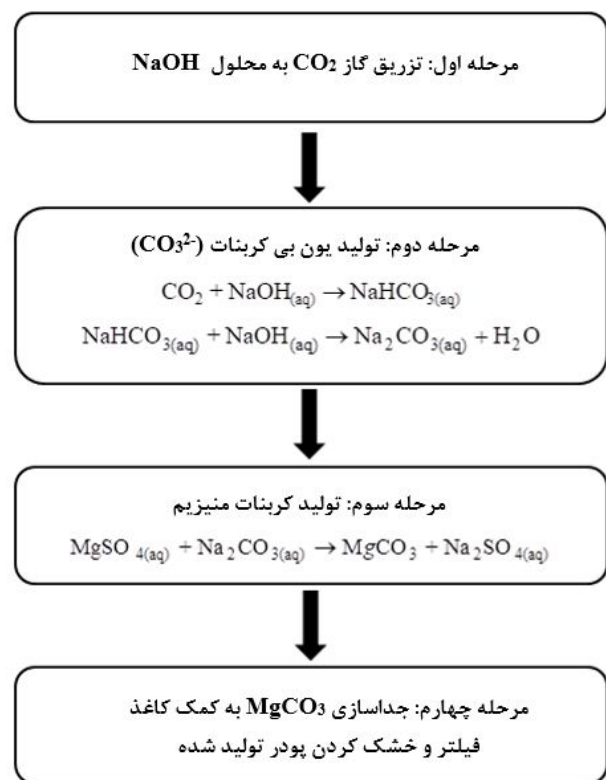 مرحله اول: تزریق گاز CO2 به محلول NaOH
مرحله دوم: تولید یون بی کربنات (CO3²⁻)
CO2 + NaOH(aq) → NaHCO3(aq)
NaHCO3(aq) + NaOH(aq) → Na2CO3(aq) + H2O
مرحله سوم: تولید کربنات منیزیم
MgSO4(aq) + Na2CO3(aq) → MgCO3 + Na2SO4(aq)
مرحله چهارم: جداسازی MgCO3 به کمک کاغذ
فیلتر و خشک کردن پودر تولید شده